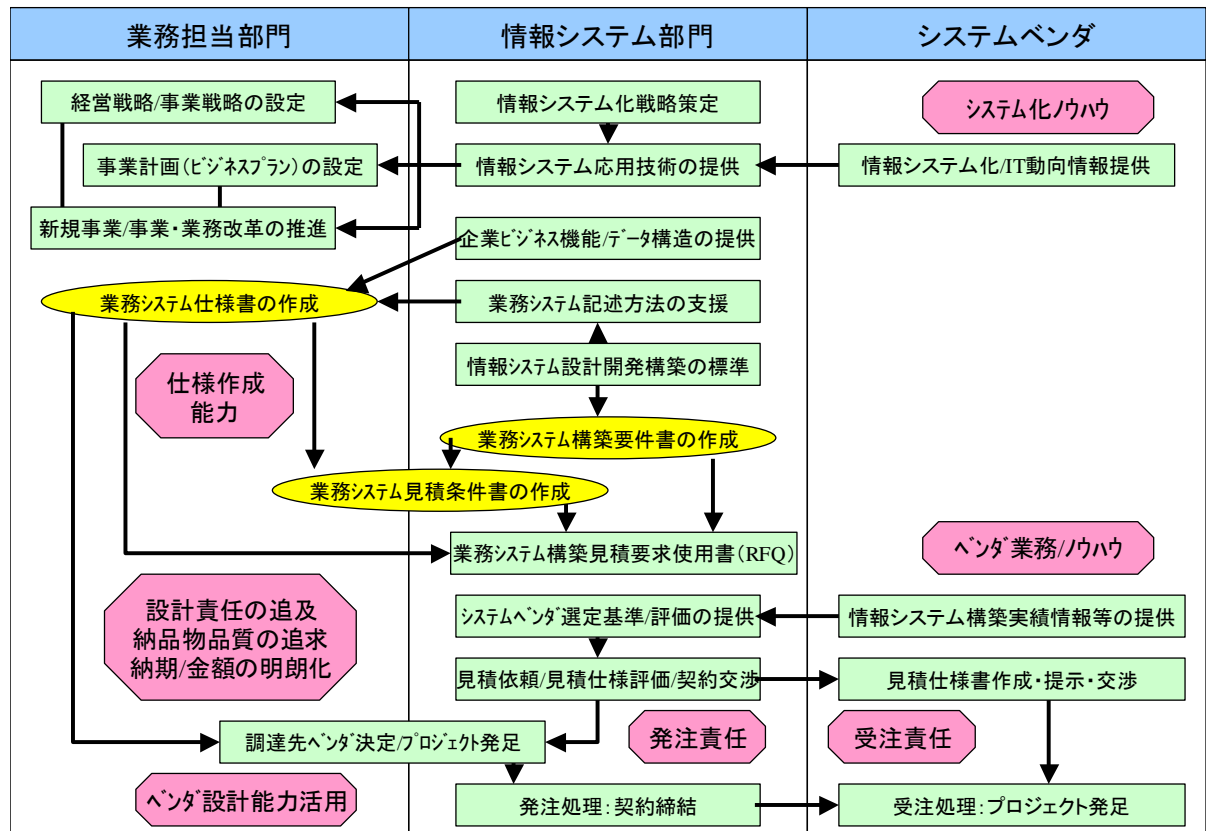 業務担当部門
情報システム部門
システムベンダ
経営戦略/事業戦略の設定
情報システム化戦略策定
システム化ノウハウ
事業計画(ビジネスプラン)の設定
情報システム応用技術の提供
情報システム化/IT動向情報提供
新規事業/事業・業務改革の推進
企業ビジネス機能/データ構造の提供
業務システム仕様書の作成
業務システム記述方法の支援
情報システム設計開発構築の標準
仕様作成
能力
業務システム構築要件書の作成
業務システム見積条件書の作成
業務システム構築見積要求使用書(RFQ)
ベンダ業務/ノウハウ
設計責任の追及
納品物品質の追求
納期/金額の明朗化
システムベンダ選定基準/評価の提供
情報システム構築実績情報等の提供
見積依頼/見積仕様評価/契約交渉
見積仕様書作成・提示・交渉
調達先ベンダ決定/プロジェクト発足
発注責任
受注責任
ベンダ設計能力活用
発注処理:契約締結
受注処理:プロジェクト発足